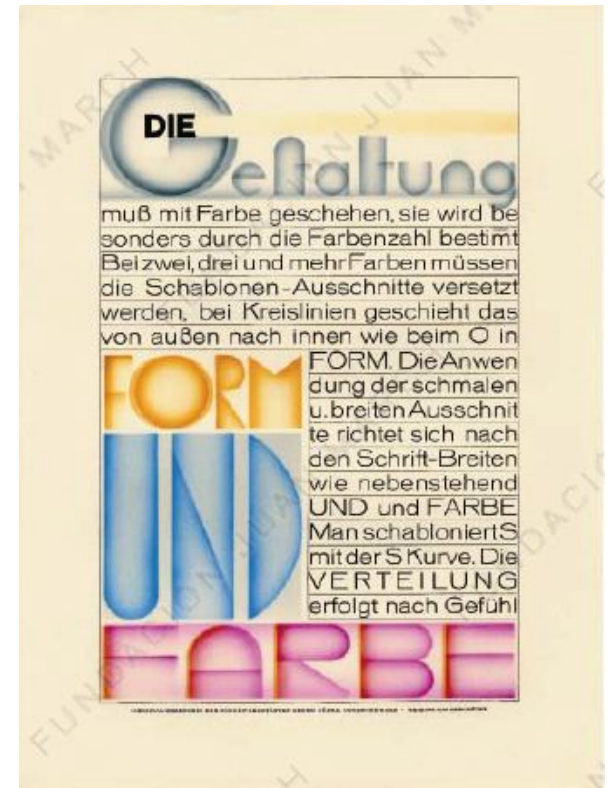 DIE
Gestaltung
muß mit Farbe geschehen, sie wird be
sonders durch die Farbenzahl bestimt
Bei zwei, drei und mehr Farben müssen
die Schablonen-Ausschnitte versetzt
werden, bei Kreislinien geschieht das
von außen nach innen wie beim O in
FORM. Die Anwen
dung der schmalen
u. breiten Ausschnit
te richtet sich nach
den Schrift-Breiten
wie nebenstehend
UND und FARBE
Man schabloniert S
mit der S Kurve. Die
VERTEILUNG
erfolgt nach Gefühl
FORM
UND
FARBE
FUNDACION JUAN MARCH